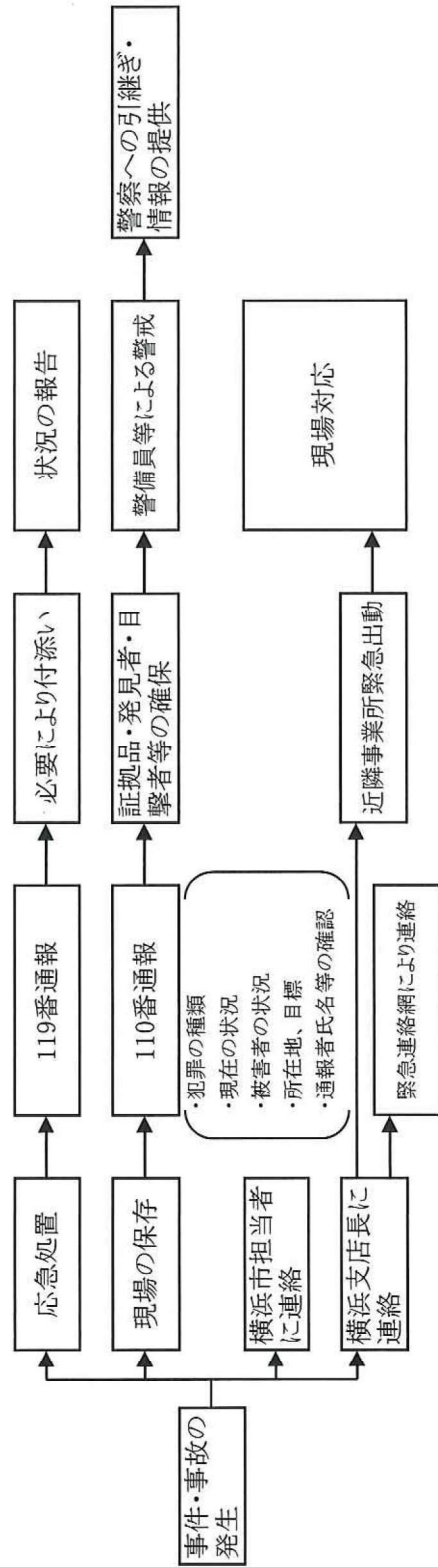 事件・事故の
発生
応急処置
119番通報
必要により付添い
状況の報告
現場の保存
110番通報
・犯罪の種類
・現在の状況
・被害者の状況
・所在地、目標
・通報者氏名等の確認
証拠品・発見者・目
撃者等の確保
警備員等による警戒
警察への引継ぎ・
情報の提供
横浜市担当者
に連絡
横浜支店長に
連絡
緊急連絡網により連絡
近隣事業所緊急出動
現場対応